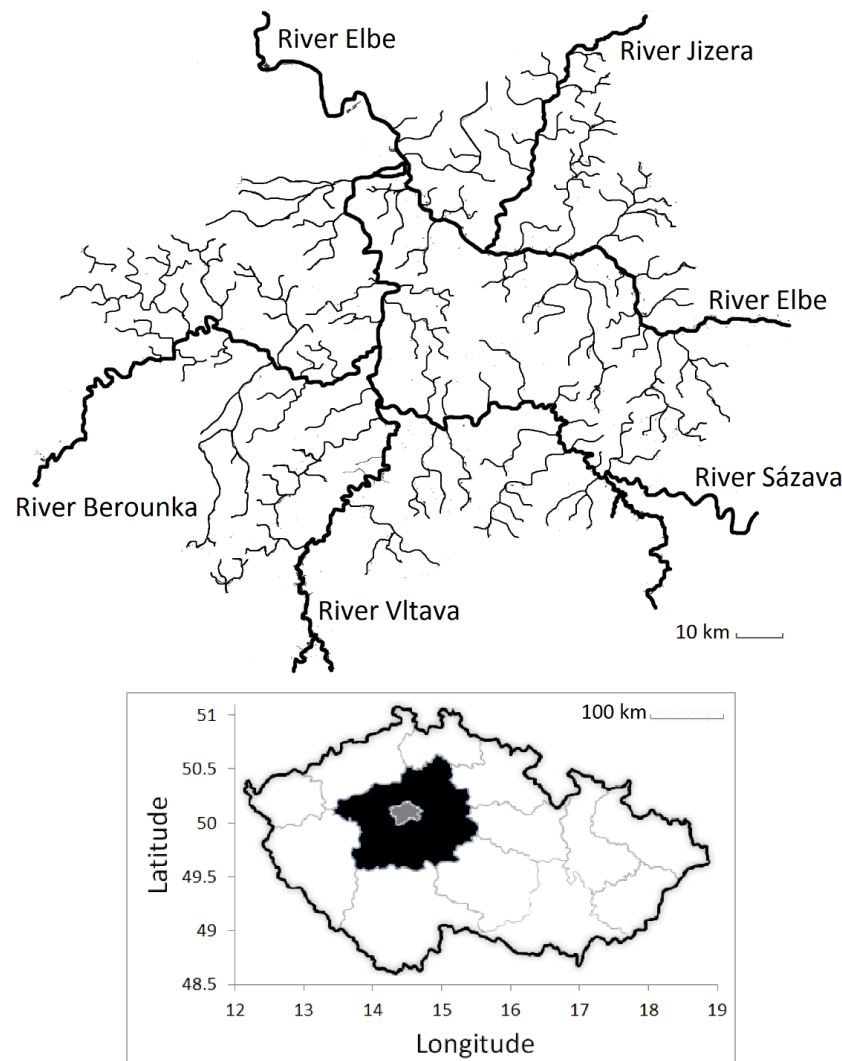 River Elbe
River Jizera
River Elbe
River Sázava
River Berounka
River Vltava
10 km
100 km
51
50.5
50
49.5
49
48.5
Latitude
12 13 14 15 16 17 18 19
Longitude